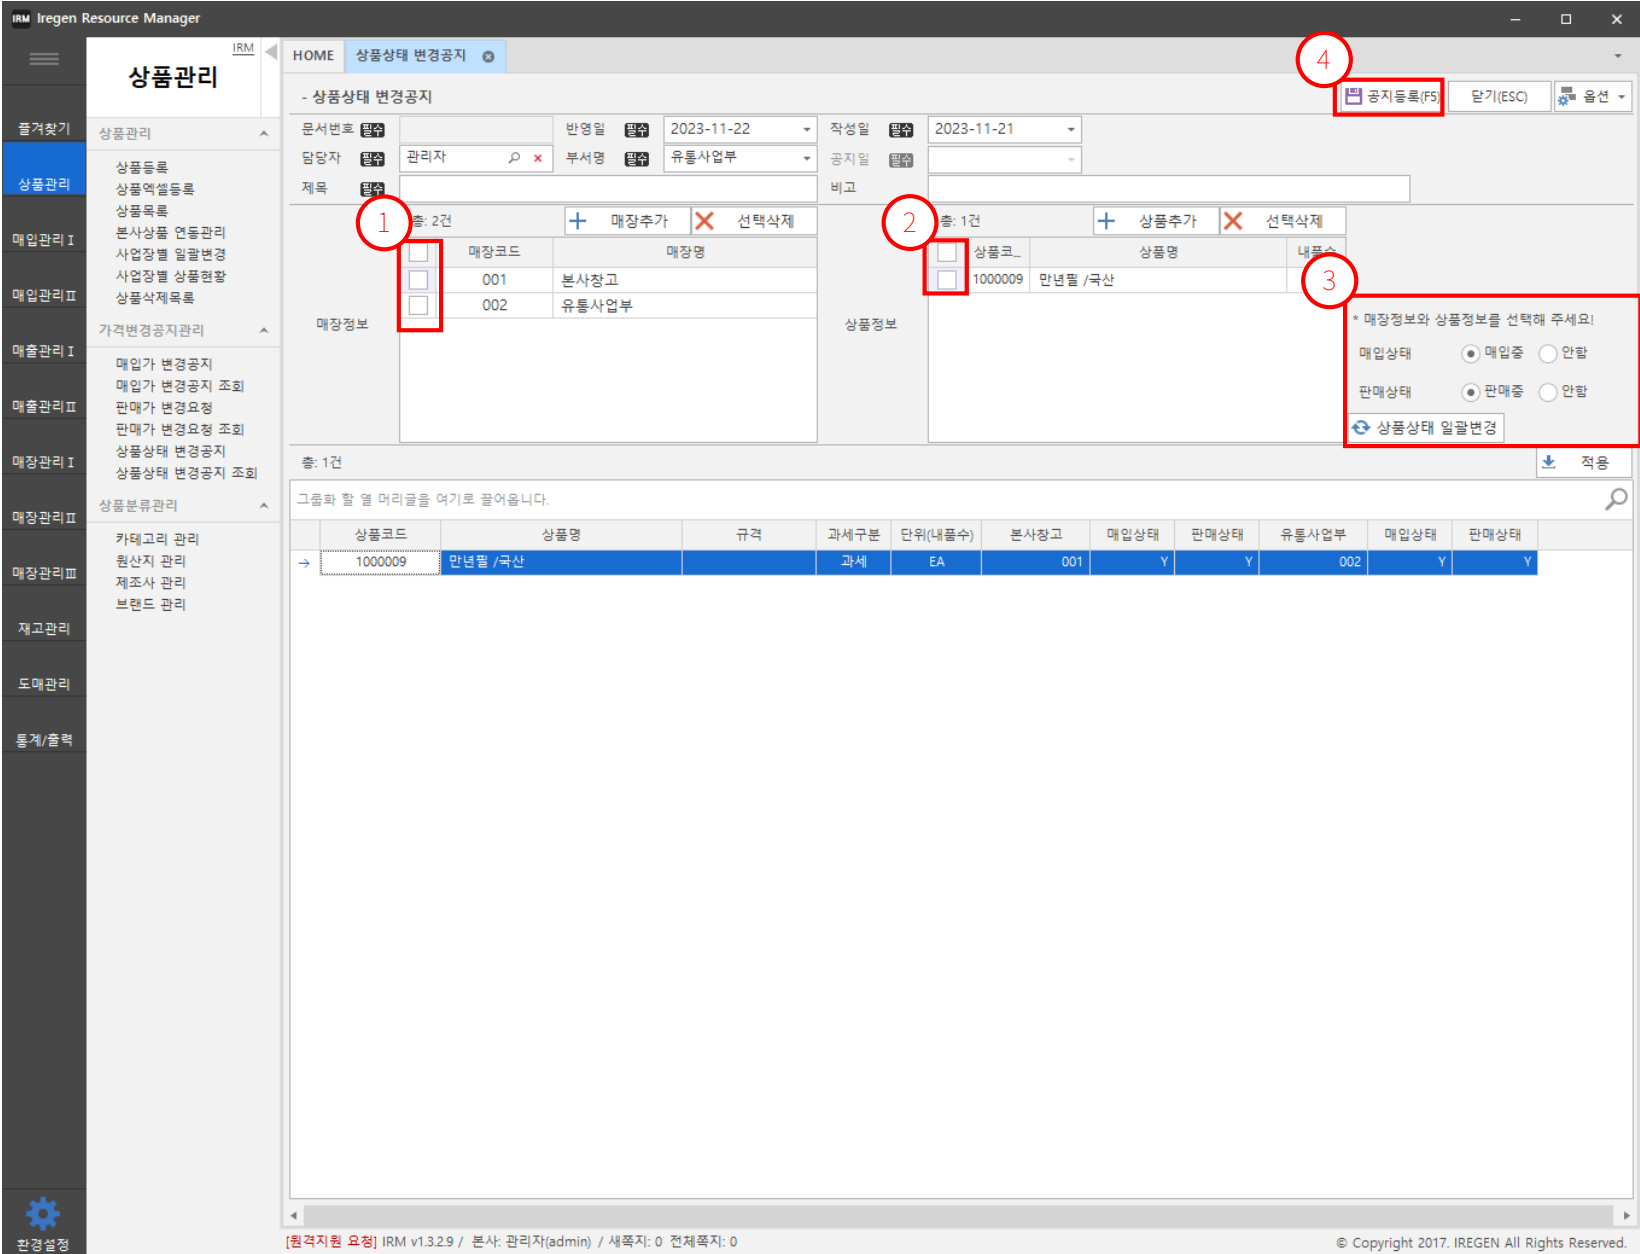 IRM Iregen Resource Manager
즐겨찾기
상품관리
매입관리 I
매입관리 II
매출관리 I
매출관리 II
매장관리 I
매장관리 II
매장관리 III
재고관리
도매관리
통계/출력
환경설정
IRM
상품관리
상품관리
상품등록
상품엑셀등록
상품목록
본사상품 연동관리
사업장별 일괄변경
사업장별 상품현황
상품삭제목록
가격변경공지관리
매입가 변경공지
매입가 변경공지 조회
판매가 변경요청
판매가 변경요청 조회
상품상태 변경공지
상품상태 변경공지 조회
상품분류관리
카테고리 관리
원산지 관리
제조사 관리
브랜드 관리
HOME 상품상태 변경공지
4
- 상품상태 변경공지 공지등록(F5) 닫기(ESC) 옵션
문서번호 필수 반영일 필수 2023-11-22 작성일 필수 2023-11-21
담당자 필수 관리자 부서명 필수 유통사업부 공지일 필수
제목 필수 비고
1 총: 2건 매장추가 선택삭제 2 총: 1건 상품추가 선택삭제
매장코드 매장명 상품코... 상품명 내품수
001 본사창고 1000009 만년필 /국산 3
002 유통사업부
매장정보 상품정보 * 매장정보와 상품정보를 선택해 주세요!
매입상태 매입중 안함
판매상태 판매중 안함
상품상태 일괄변경
총: 1건 적용
그룹화 할 열 머리글을 여기로 끌어옵니다.
상품코드 상품명 규격 과세구분 단위(내품수) 본사창고 매입상태 판매상태 유통사업부 매입상태 판매상태
1000009 만년필 /국산 과세 EA 001 Y Y 002 Y Y
[원격지원 요청] IRM v1.3.2.9 / 본사: 관리자(admin) / 새쪽지: 0 전체쪽지: 0
© Copyright 2017. IREGEN All Rights Reserved.